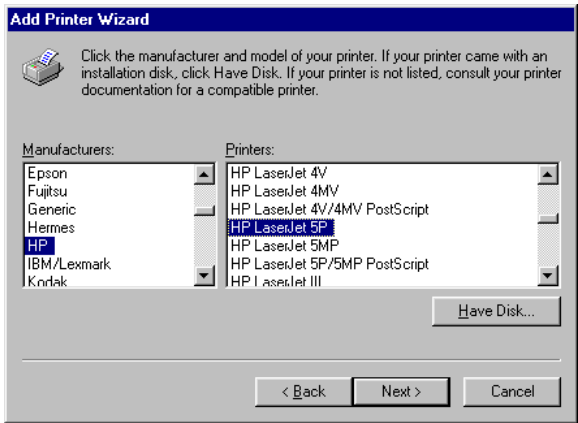 Add Printer Wizard
Click the manufacturer and model of your printer. If your printer came with an
installation disk, click Have Disk. If your printer is not listed, consult your printer
documentation for a compatible printer.
Manufacturers:
Epson
Fujitsu
Generic
Hermes
HP
IBM/Lexmark
Kodak
Printers:
HP LaserJet 4V
HP LaserJet 4MV
HP LaserJet 4V/4MV PostScript
HP LaserJet 5P
HP LaserJet 5MP
HP LaserJet 5P/5MP PostScript
HP LaserJet III
Have Disk...
< Back
Next >
Cancel